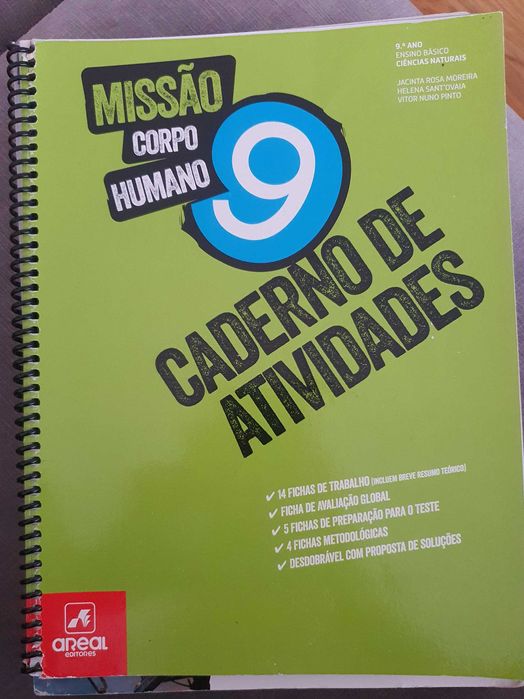 9.º ANO
ENSINO BÁSICO
CIÊNCIAS NATURAIS
JACINTA ROSA MOREIRA
HELENA SANT'OVAIA
VITOR NUNO PINTO
MISSÃO
CORPO
HUMANO
9
CADERNO DE
ATIVIDADES
✓ 14 FICHAS DE TRABALHO (INCLUEM BREVE RESUMO TEÓRICO)
✓ FICHA DE AVALIAÇÃO GLOBAL
✓ 5 FICHAS DE PREPARAÇÃO PARA O TESTE
✓ 4 FICHAS METODOLÓGICAS
✓ DESDOBRÁVEL COM PROPOSTA DE SOLUÇÕES
AREAL
EDITORES